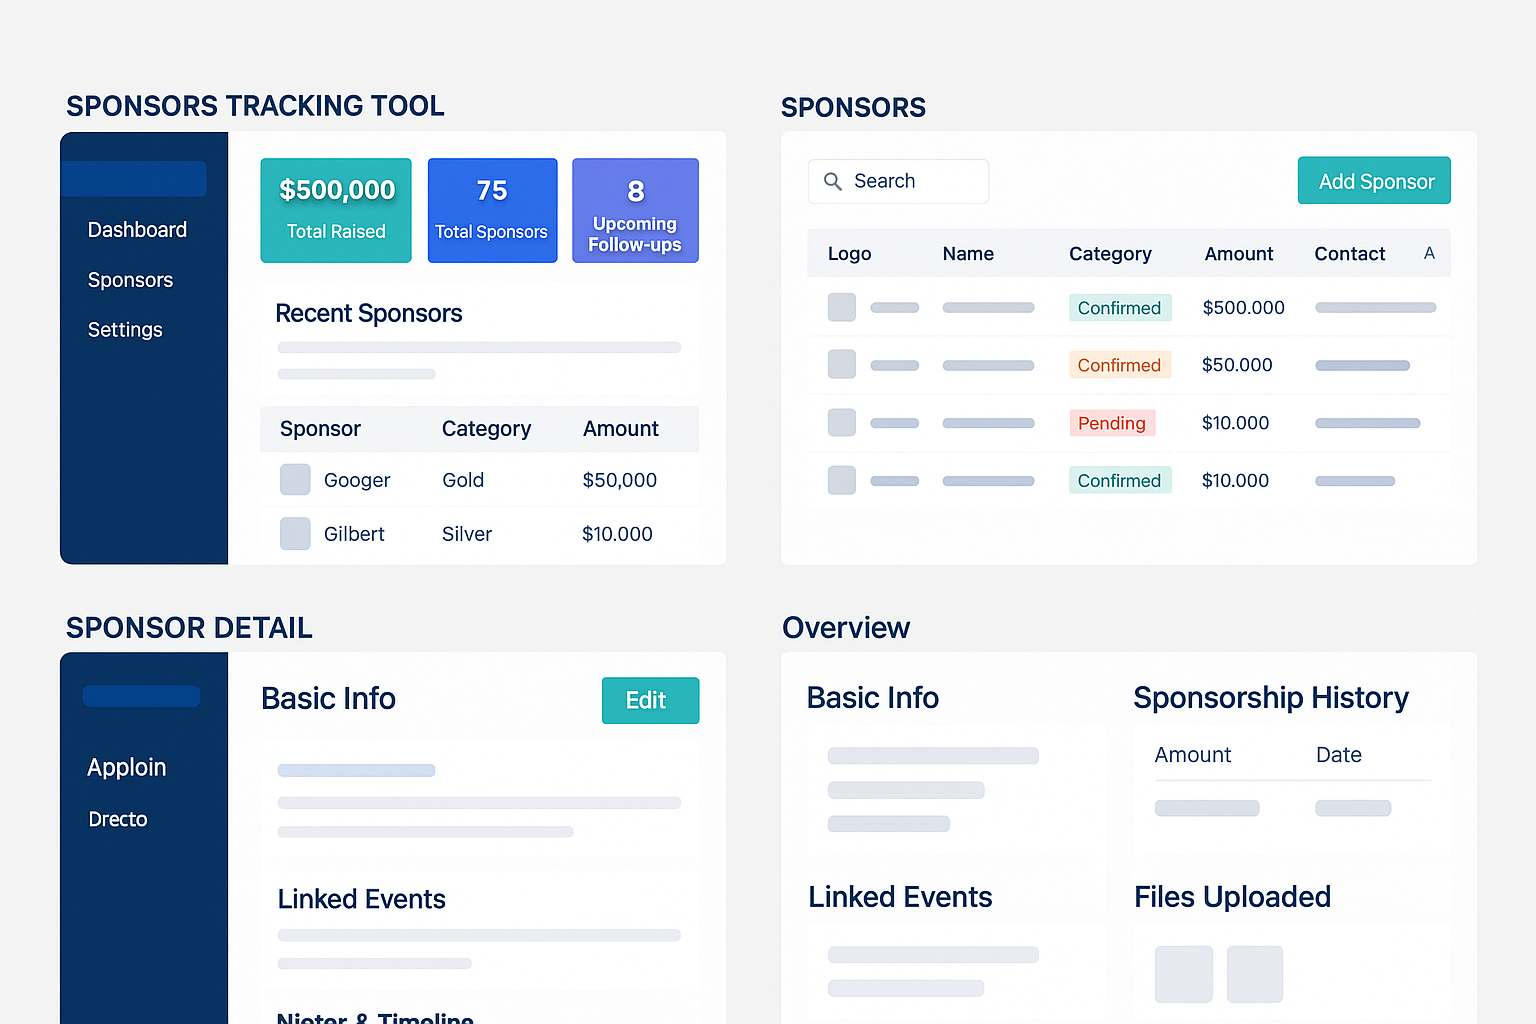 SPONSORS TRACKING TOOL
Dashboard
Sponsors
Settings
$500,000
Total Raised
75
Total Sponsors
8
Upcoming
Follow-ups
Recent Sponsors
Sponsor Category Amount
Googer Gold $50,000
Gilbert Silver $10.000
SPONSORS
Search
Add Sponsor
Logo Name Category Amount Contact A
Confirmed $500.000
Confirmed $50.000
Pending $10.000
Confirmed $10.000
SPONSOR DETAIL
Apploin
Drecto
Basic Info
Edit
Linked Events
Nioter & Timeline
Overview
Basic Info
Sponsorship History
Amount Date
Linked Events
Files Uploaded